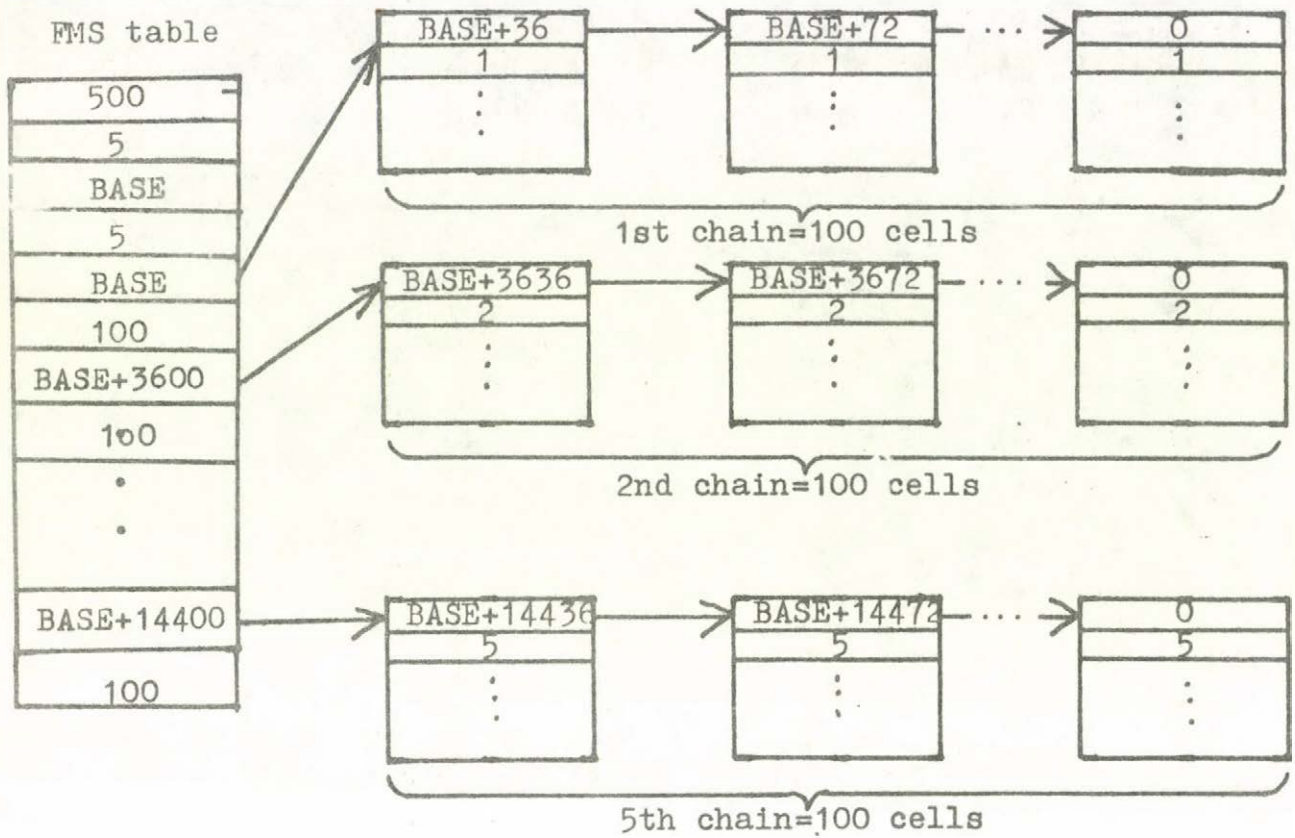 FMS table
500
5
BASE
5
BASE
100
BASE+3600
100
BASE+14400
100
BASE+36 BASE+72 ... 0
1 1 1
1st chain=100 cells
BASE+3636 BASE+3672 ... 0
2 2 2
2nd chain=100 cells
BASE+14436 BASE+14472 ... 0
5 5 5
5th chain=100 cells